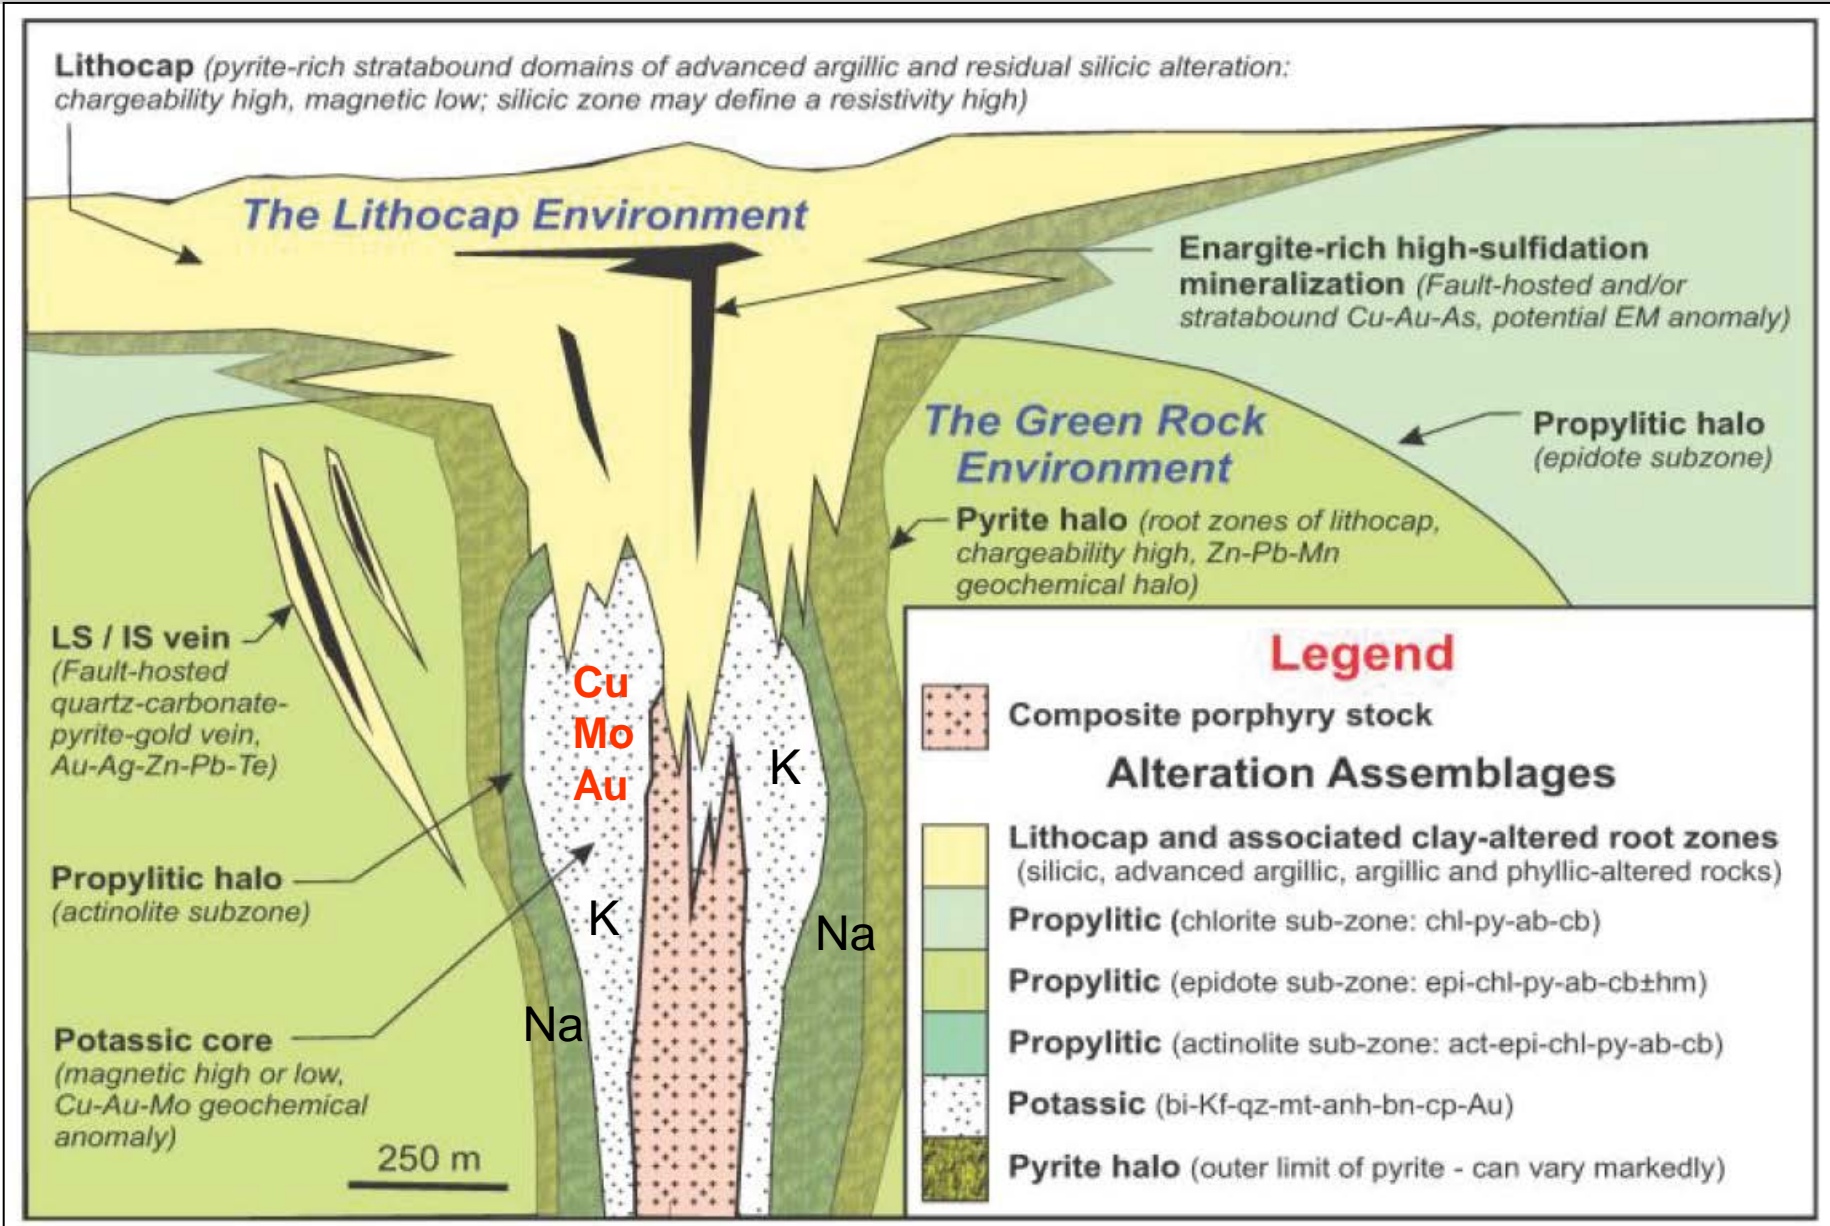 Lithocap (pyrite-rich stratabound domains of advanced argillic and residual silicic alteration:
chargeability high, magnetic low; silicic zone may define a resistivity high)
The Lithocap Environment
Enargite-rich high-sulfidation
mineralization (Fault-hosted and/or
stratabound Cu-Au-As, potential EM anomaly)
The Green Rock
Environment
Propylitic halo
(epidote subzone)
Pyrite halo (root zones of lithocap,
chargeability high, Zn-Pb-Mn
geochemical halo)
LS / IS vein
(Fault-hosted
quartz-carbonate-
pyrite-gold vein,
Au-Ag-Zn-Pb-Te)
Cu
Mo
Au
K
Propylitic halo
(actinolite subzone)
K
Na
Na
Potassic core
(magnetic high or low,
Cu-Au-Mo geochemical
anomaly)
250 m
Legend
Composite porphyry stock
Alteration Assemblages
Lithocap and associated clay-altered root zones
(silicic, advanced argillic, argillic and phyllic-altered rocks)
Propylitic (chlorite sub-zone: chl-py-ab-cb)
Propylitic (epidote sub-zone: epi-chl-py-ab-cb±hm)
Propylitic (actinolite sub-zone: act-epi-chl-py-ab-cb)
Potassic (bi-Kf-qz-mt-anh-bn-cp-Au)
Pyrite halo (outer limit of pyrite - can vary markedly)